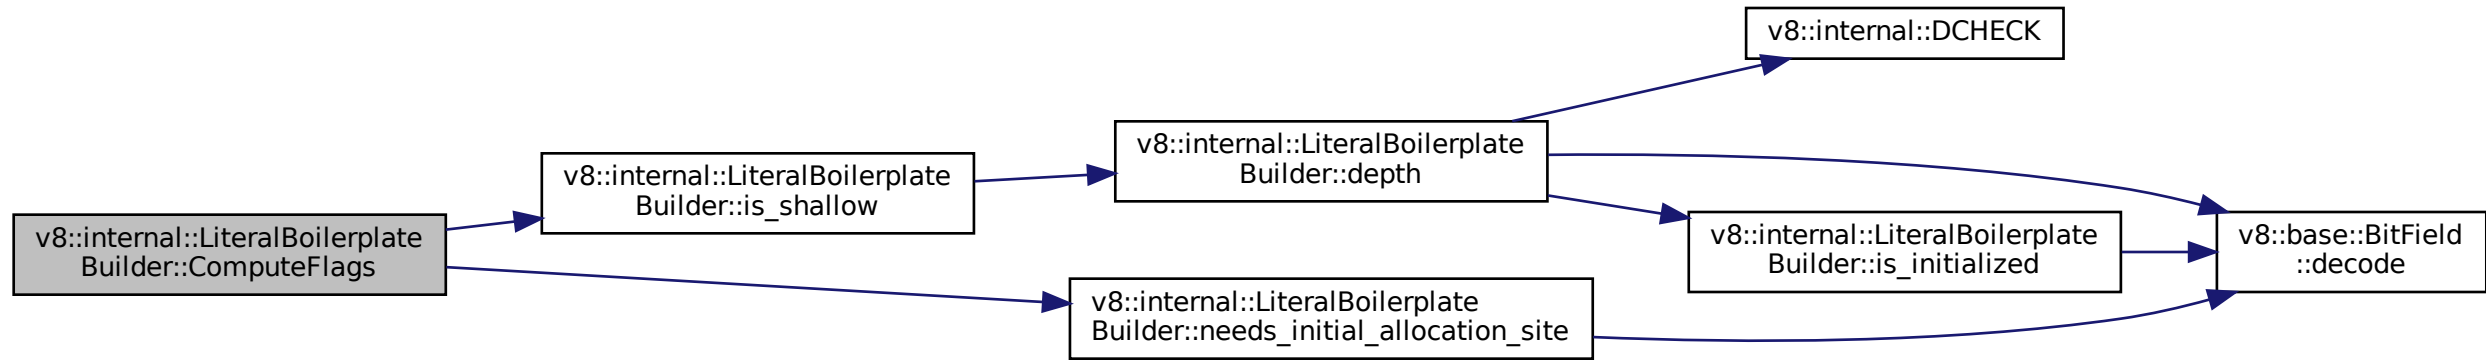 v8::internal::DCHECK
v8::internal::LiteralBoilerplate
Builder::depth
v8::internal::LiteralBoilerplate
Builder::is_shallow
v8::internal::LiteralBoilerplate
Builder::ComputeFlags
v8::internal::LiteralBoilerplate
Builder::is_initialized
v8::base::BitField
::decode
v8::internal::LiteralBoilerplate
Builder::needs_initial_allocation_site